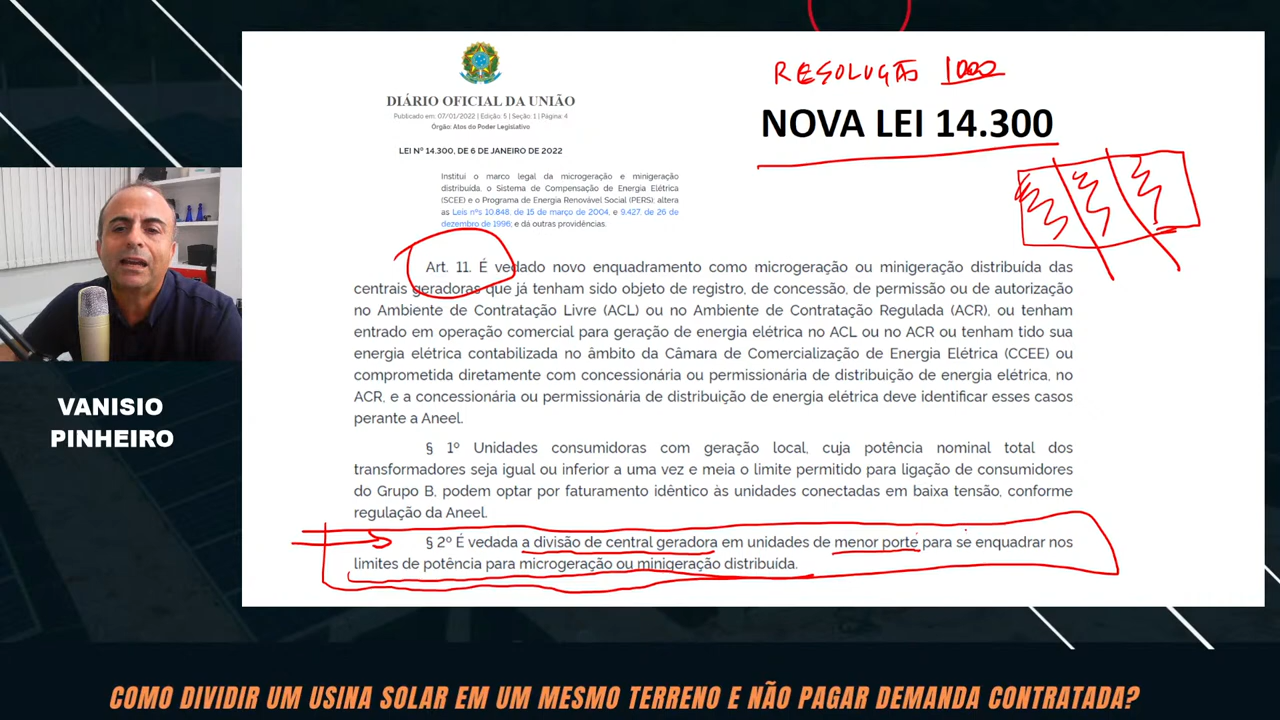 RESOLUÇÃO 1000
DIÁRIO OFICIAL DA UNIÃO
Publicado em: 07/01/2022 | Edição: 5 | Seção: 1 | Página: 4
Órgão: Atos do Poder Legislativo
NOVA LEI 14.300
LEI Nº 14.300, DE 6 DE JANEIRO DE 2022
Institui o marco legal da microgeração e minigeração
distribuída, o Sistema de Compensação de Energia Elétrica
(SCEE) e o Programa de Energia Renovável Social (PERS); altera
as Leis nºs 10.848, de 15 de março de 2004, e 9.427, de 26 de
dezembro de 1996; e dá outras providências.
Art. 11. É vedado novo enquadramento como microgeração ou minigeração distribuída das
centrais geradoras que já tenham sido objeto de registro, de concessão, de permissão ou de autorização
no Ambiente de Contratação Livre (ACL) ou no Ambiente de Contratação Regulada (ACR), ou tenham
entrado em operação comercial para geração de energia elétrica no ACL ou no ACR ou tenham tido sua
energia elétrica contabilizada no âmbito da Câmara de Comercialização de Energia Elétrica (CCEE) ou
comprometida diretamente com concessionária ou permissionária de distribuição de energia elétrica, no
ACR, e a concessionária ou permissionária de distribuição de energia elétrica deve identificar esses casos
perante a Aneel.
§ 1º Unidades consumidoras com geração local, cuja potência nominal total dos
transformadores seja igual ou inferior a uma vez e meia o limite permitido para ligação de consumidores
do Grupo B, podem optar por faturamento idêntico às unidades conectadas em baixa tensão, conforme
regulação da Aneel.
§ 2º É vedada a divisão de central geradora em unidades de menor porte para se enquadrar nos
limites de potência para microgeração ou minigeração distribuída.
VANISIO
PINHEIRO
COMO DIVIDIR UM USINA SOLAR EM UM MESMO TERRENO E NÃO PAGAR DEMANDA CONTRATADA?